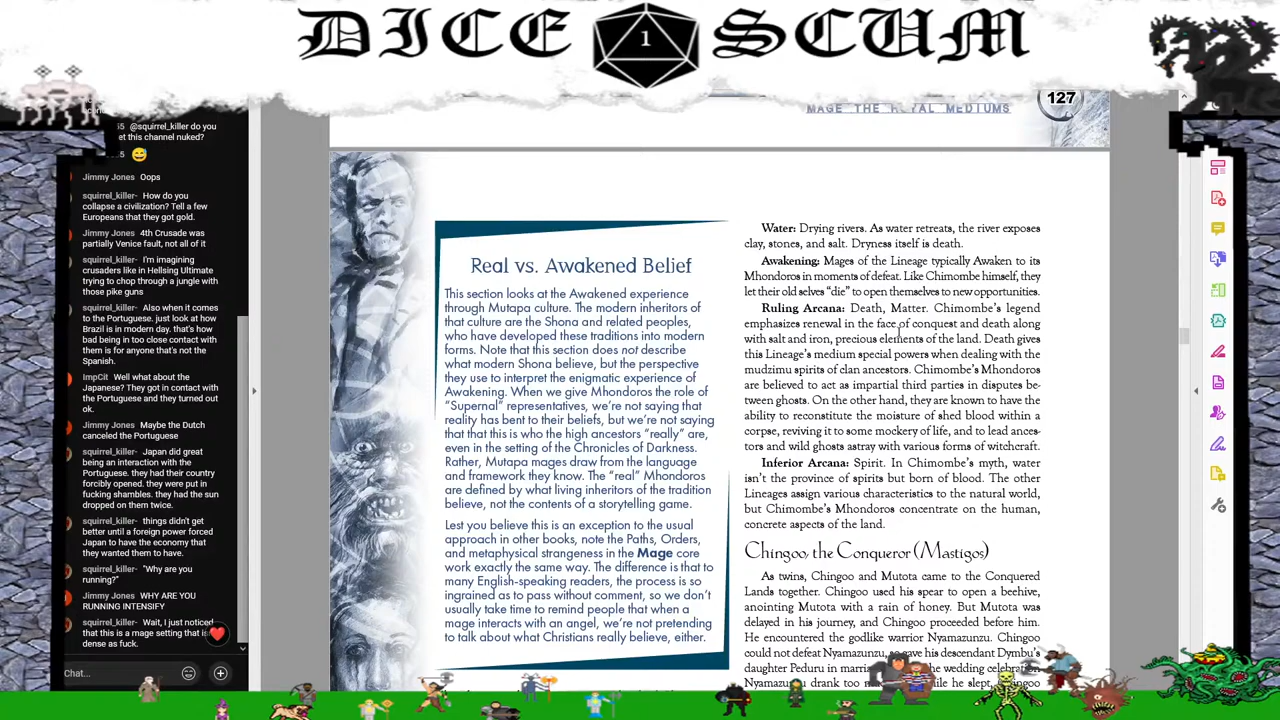 DICE 1 SCUM
MAGE THE ROYAL MEDIUMS
127
@squirrel_killer do you
this channel nuked?
Jimmy Jones Oops
squirrel_killer- How do you
collapse a civilization? Tell a few
Europeans that they got gold.
Jimmy Jones 4th Crusade was
partially Venice fault, not all of it
squirrel_killer- I'm imagining
crusaders like in Hellsing Ultimate
trying to chop through a jungle with
those pike guns
squirrel_killer- Also when it comes
to the Portuguese. just look at how
Brazil is in modern day. that's how
bad being in too close contact with
them is for anyone that's not the
Spanish.
ImpCit Well what about the
Japanese? They got in contact with
the Portuguese and they turned out
ok.
Jimmy Jones Maybe the Dutch
canceled the Portuguese
squirrel_killer- Japan did great
being an interaction with the
Portuguese. they had their country
forcibly opened. they were put in
fucking shambles. they had the sun
dropped on them twice.
squirrel_killer- things didn't get
better until a foreign power forced
Japan to have the economy that
they wanted them to have.
squirrel_killer- "Why are you
running?"
Jimmy Jones WHY ARE YOU
RUNNING INTENSIFY
squirrel_killer- Wait, I just noticed
that this is a mage setting that is
dense as fuck.
Chat...
Real vs. Awakened Belief
This section looks at the Awakened experience
through Mutapa culture. The modern inheritors of
that culture are the Shona and related peoples,
who have developed these traditions into modern
forms. Note that this section does not describe
what modern Shona believe, but the perspective
they use to interpret the enigmatic experience of
Awakening. When we give Mhondoros the role of
"Supernal" representatives, we're not saying that
reality has bent to their beliefs, but we're not saying
that that this is who the high ancestors "really" are,
even in the setting of the Chronicles of Darkness.
Rather, Mutapa mages draw from the language
and framework they know. The "real" Mhondoros
are defined by what living inheritors of the tradition
believe, not the contents of a storytelling game.
Lest you believe this is an exception to the usual
approach in other books, note the Paths, Orders,
and metaphysical strangeness in the Mage core
work exactly the same way. The difference is that to
many English-speaking readers, the process is so
ingrained as to pass without comment, so we don't
usually take time to remind people that when a
mage interacts with an angel, we're not pretending
to talk about what Christians really believe, either.
Water: Drying rivers. As water retreats, the river exposes
clay, stones, and salt. Dryness itself is death.
Awakening: Mages of the Lineage typically Awaken to its
Mhondoros in moments of defeat. Like Chimombe himself, they
let their old selves "die" to open themselves to new opportunities.
Ruling Arcana: Death, Matter. Chimombe's legend
emphasizes renewal in the face of conquest and death along
with salt and iron, precious elements of the land. Death gives
this Lineage's medium special powers when dealing with the
mudzimu spirits of clan ancestors. Chimombe's Mhondoros
are believed to act as impartial third parties in disputes be-
tween ghosts. On the other hand, they are known to have the
ability to reconstitute the moisture of shed blood within a
corpse, reviving it to some mockery of life, and to lead ances-
tors and wild ghosts astray with various forms of witchcraft.
Inferior Arcana: Spirit. In Chimombe's myth, water
isn't the province of spirits but born of blood. The other
Lineages assign various characteristics to the natural world,
but Chimombe's Mhondoros concentrate on the human,
concrete aspects of the land.
Chingoo, the Conqueror (Mastigos)
As twins, Chingoo and Mutota came to the Conquered
Lands together. Chingoo used his spear to open a beehive,
anointing Mutota with a rain of honey. But Mutota was
delayed in his journey, and Chingoo proceeded before him.
He encountered the godlike warrior Nyamazunzu. Chingoo
could not defeat Nyamazunzu, so gave his descendant Dymbu's
daughter Peduru in the wedding
Nyamazunzu drank too he slept, Chingoo